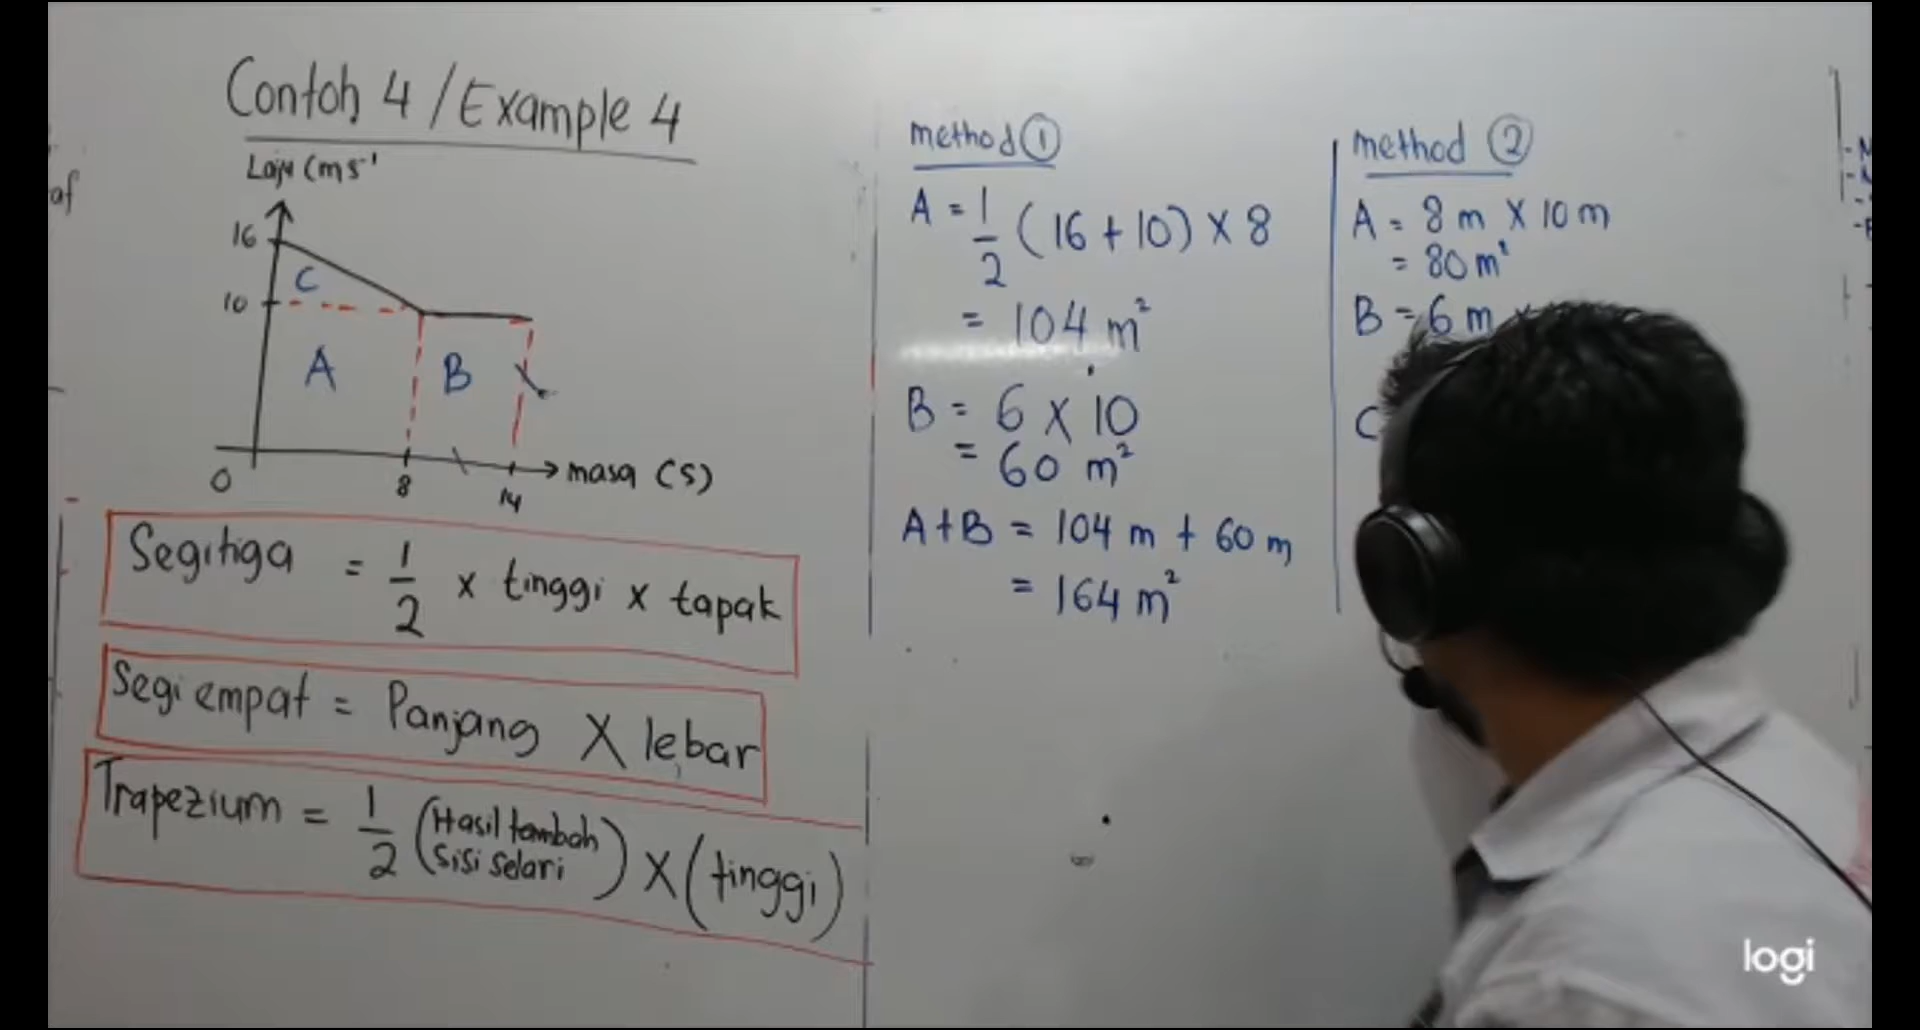 Contoh 4 / Example 4
Laju (ms⁻¹
16
10
C
A
B
0
8
14
masa (s)
Segitiga = 1/2 x tinggi x tapak
Segi empat = Panjang X lebar
Trapezium = 1/2 (Hasil tambah sisi selari) X (tinggi)
method ①
A = 1/2 (16 + 10) X 8
= 104 m²
B = 6 X 10
= 60 m²
A+B = 104 m + 60 m
= 164 m²
method ②
A = 8 m X 10 m
= 80 m²
B = 6 m
C
af
logi